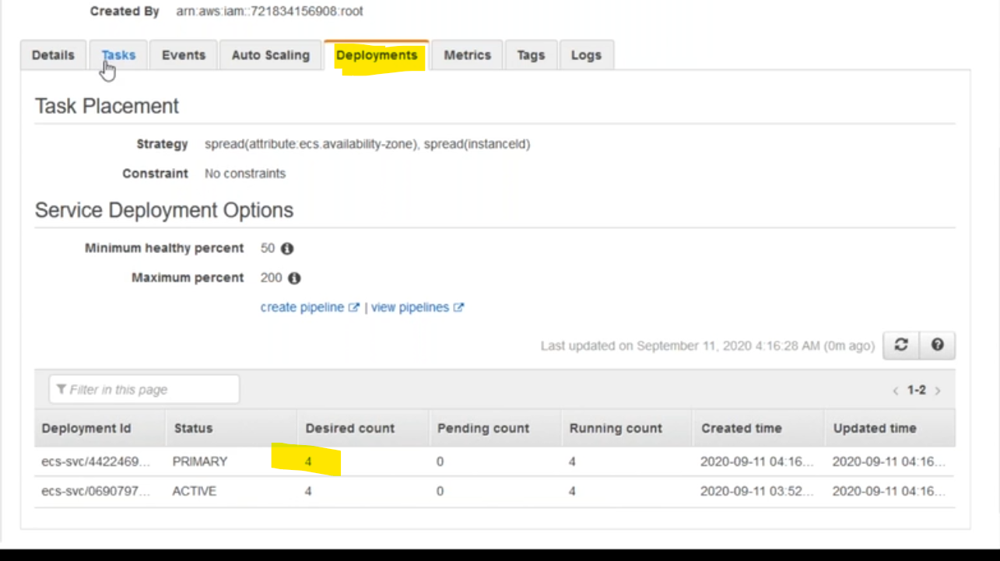 Created By arn:aws:iam::721834156908:root
Details Tasks Events Auto Scaling Deployments Metrics Tags Logs
Task Placement
Strategy spread(attribute:ecs.availability-zone), spread(instanceId)
Constraint No constraints
Service Deployment Options
Minimum healthy percent 50
Maximum percent 200
create pipeline | view pipelines
Last updated on September 11, 2020 4:16:28 AM (0m ago)
Filter in this page < 1-2 >
Deployment Id Status Desired count Pending count Running count Created time Updated time
ecs-svc/4422469... PRIMARY 4 0 4 2020-09-11 04:16... 2020-09-11 04:16...
ecs-svc/0690797... ACTIVE 4 0 4 2020-09-11 03:52... 2020-09-11 04:16...